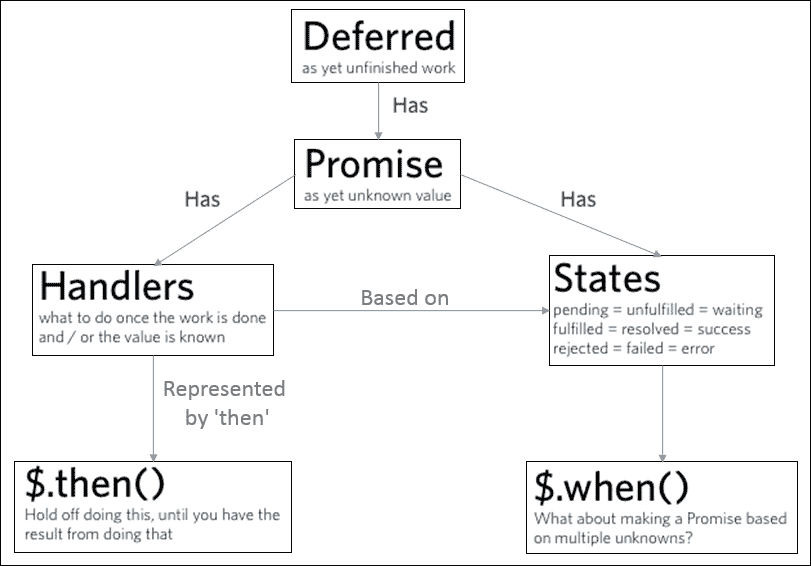 Deferred
as yet unfinished work
Has
Promise
as yet unknown value
Has
Has
Handlers
what to do once the work is done
and / or the value is known
Based on
States
pending = unfulfilled = waiting
fulfilled = resolved = success
rejected = failed = error
Represented
by 'then'
$.then()
Hold off doing this, until you have the
result from doing that
$.when()
What about making a Promise based
on multiple unknowns?